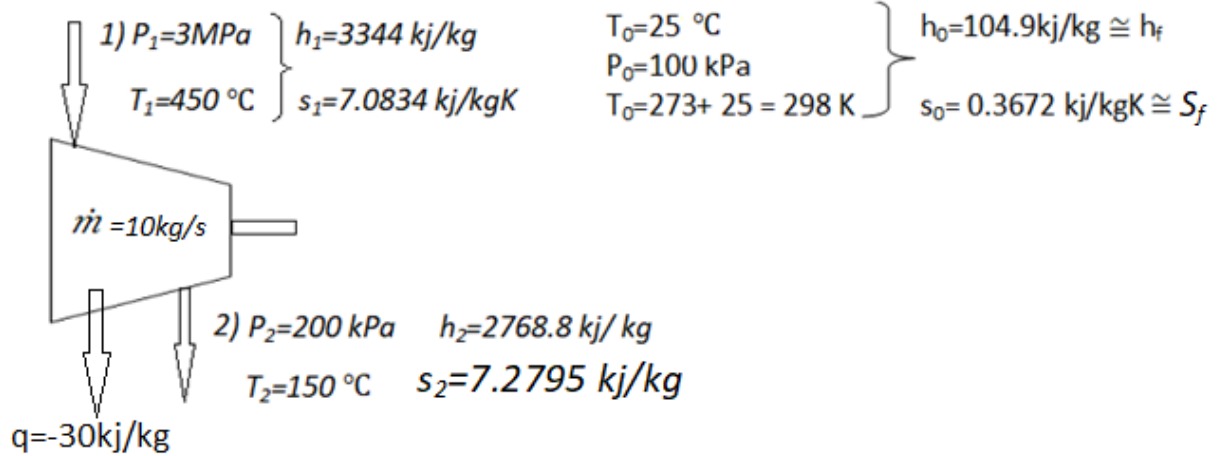 1) P₁=3MPa h₁=3344 kj/kg
T₁=450 °C s₁=7.0834 kj/kgK
T₀=25 °C h₀=104.9kj/kg ≅ h_f
P₀=100 kPa
T₀=273+ 25 = 298 K s₀= 0.3672 kj/kgK ≅ S_f
ṁ =10kg/s
2) P₂=200 kPa h₂=2768.8 kj/ kg
T₂=150 °C s₂=7.2795 kj/kg
q=-30kj/kg